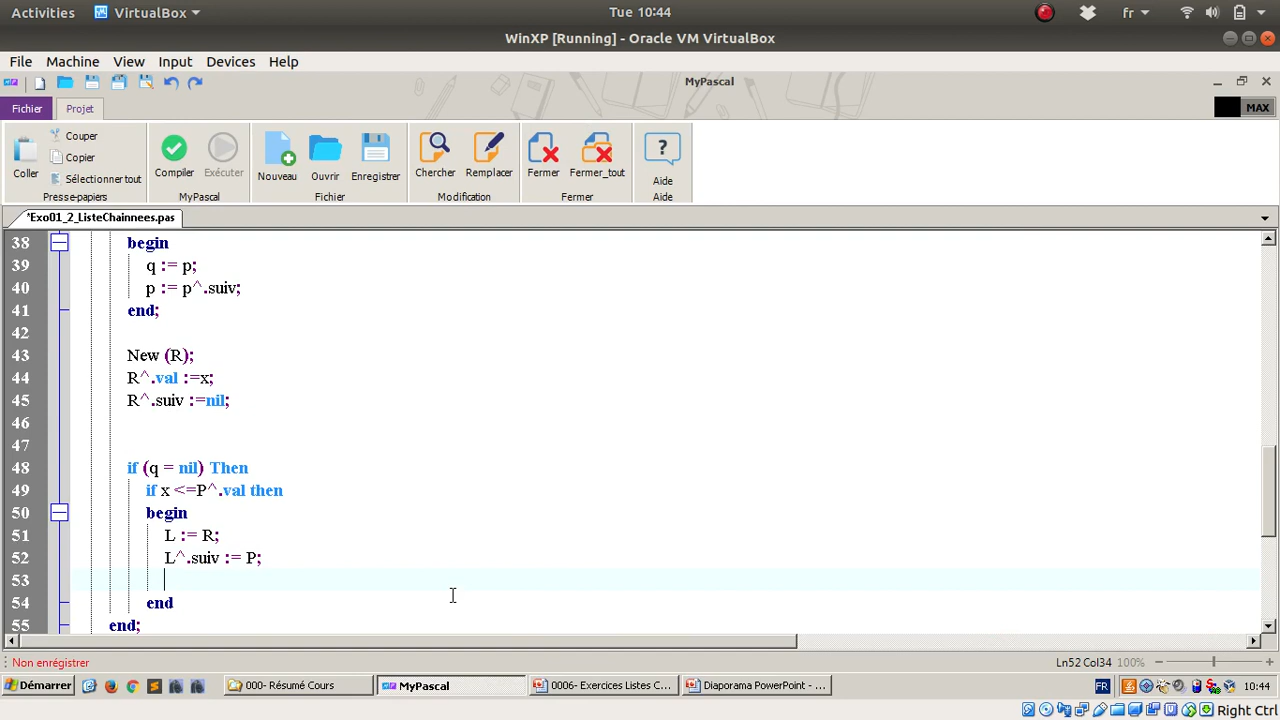 Activities VirtualBox Tue 10:44 fr
WinXP [Running] - Oracle VM VirtualBox
File Machine View Input Devices Help
MyPascal
Fichier Projet MAX
Coller Couper Copier Sélectionner tout Compiler Exécuter Nouveau Ouvrir Enregistrer Chercher Remplacer Fermer Fermer_tout ? Aide
Presse-papiers MyPascal Fichier Modification Fermer Aide
*Exo01_2_ListeChainnees.pas
38 begin
39 q := p;
40 p := p^.suiv;
41 end;
42
43 New (R);
44 R^.val :=x;
45 R^.suiv :=nil;
46
47
48 if (q = nil) Then
49 if x <=P^.val then
50 begin
51 L := R;
52 L^.suiv := P;
53
54 end
55 end;
Non enrégistrer Ln52 Col34 100%
Démarrer 000- Résumé Cours MyPascal 0006- Exercices Listes C... Diaporama PowerPoint - ... FR 10:44
Right Ctrl